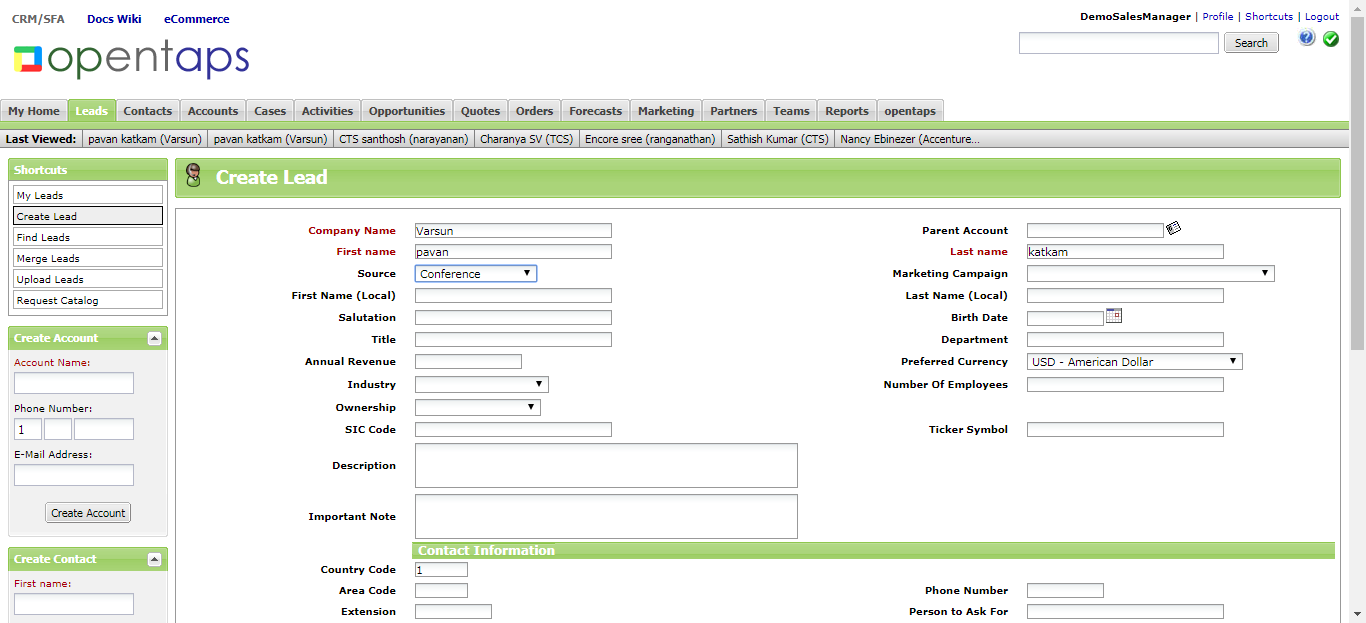 CRM/SFA Docs Wiki eCommerce
DemoSalesManager | Profile | Shortcuts | Logout
opentaps
Search
My Home Leads Contacts Accounts Cases Activities Opportunities Quotes Orders Forecasts Marketing Partners Teams Reports opentaps
Last Viewed: pavan katkam (Varsun) pavan katkam (Varsun) CTS santhosh (narayanan) Charanya SV (TCS) Encore sree (ranganathan) Sathish Kumar (CTS) Nancy Ebinezer (Accenture...
Shortcuts
My Leads
Create Lead
Find Leads
Merge Leads
Upload Leads
Request Catalog
Create Account
Account Name:
Phone Number:
1
E-Mail Address:
Create Account
Create Contact
First name:
Create Lead
Company Name Varsun Parent Account
First name pavan Last name katkam
Source Conference Marketing Campaign
First Name (Local) Last Name (Local)
Salutation Birth Date
Title Department
Annual Revenue Preferred Currency USD - American Dollar
Industry Number Of Employees
Ownership
SIC Code Ticker Symbol
Description
Important Note
Contact Information
Country Code 1
Area Code Phone Number
Extension Person to Ask For